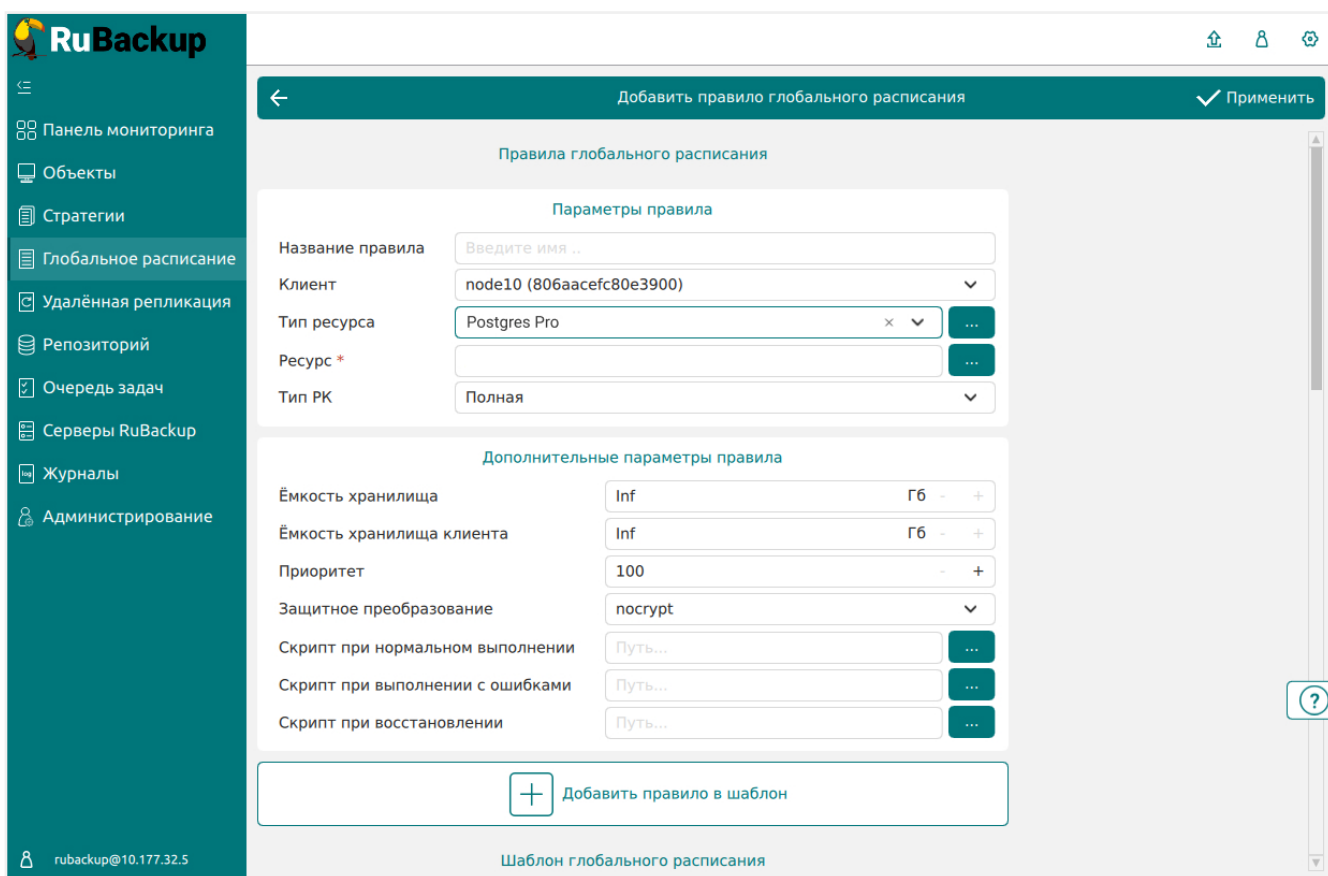 RuBackup
Добавить правило глобального расписания
Применить
Панель мониторинга
Объекты
Стратегии
Глобальное расписание
Удалённая репликация
Репозиторий
Очередь задач
Серверы RuBackup
log Журналы
Администрирование
rubackup@10.177.32.5
Правила глобального расписания
Параметры правила
Название правила Введите имя ..
Клиент node10 (806aacefc80e3900)
Тип ресурса Postgres Pro × ...
Ресурс * ...
Тип РК Полная
Дополнительные параметры правила
Ёмкость хранилища Inf Гб - +
Ёмкость хранилища клиента Inf Гб - +
Приоритет 100 - +
Защитное преобразование nocrypt
Скрипт при нормальном выполнении Путь... ...
Скрипт при выполнении с ошибками Путь... ...
Скрипт при восстановлении Путь... ...
?
+ Добавить правило в шаблон
Шаблон глобального расписания